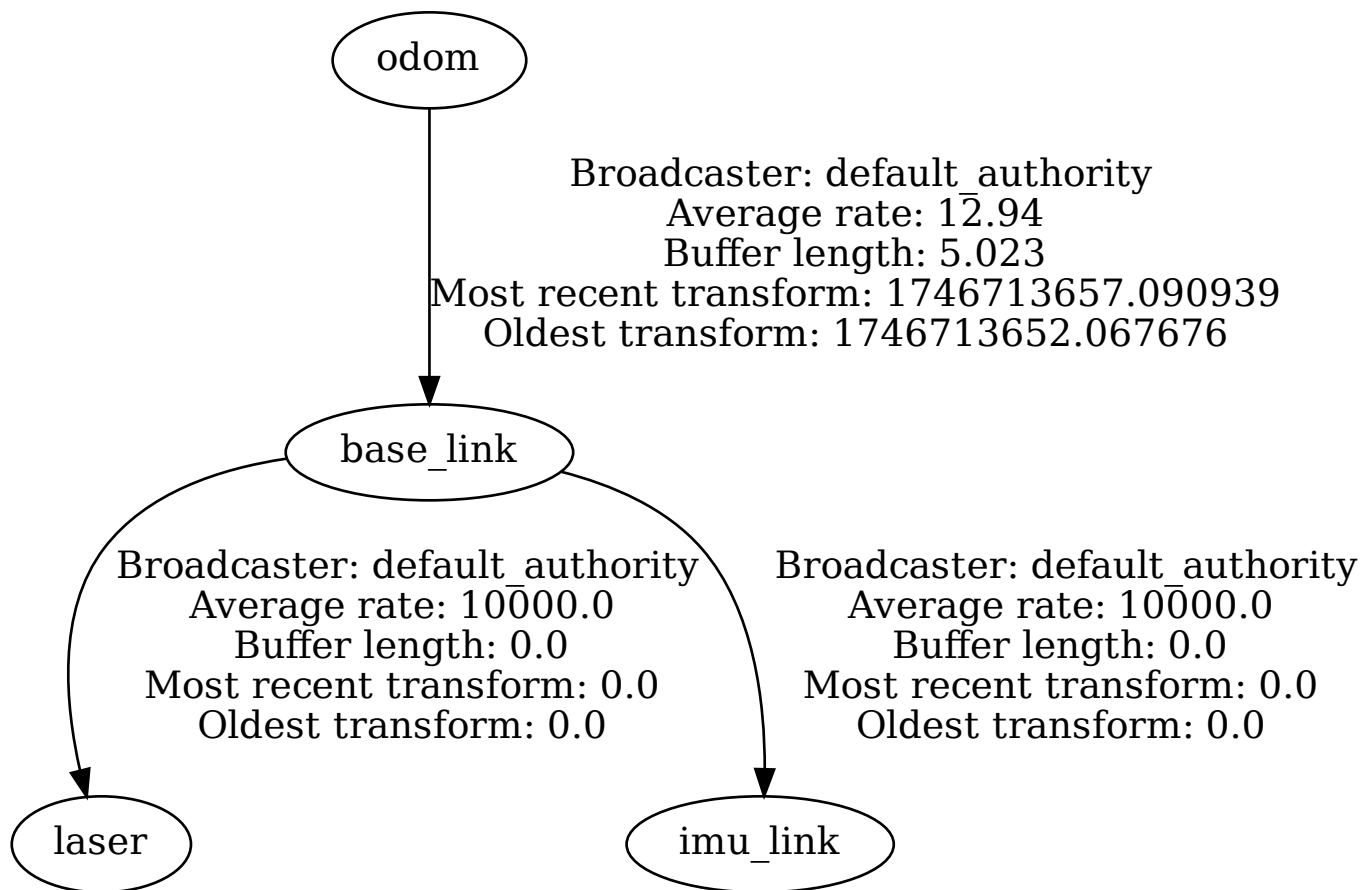 odom
Broadcaster: default_authority
Average rate: 12.94
Buffer length: 5.023
Most recent transform: 1746713657.090939
Oldest transform: 1746713652.067676
base_link
Broadcaster: default_authority
Average rate: 10000.0
Buffer length: 0.0
Most recent transform: 0.0
Oldest transform: 0.0
Broadcaster: default_authority
Average rate: 10000.0
Buffer length: 0.0
Most recent transform: 0.0
Oldest transform: 0.0
laser
imu_link